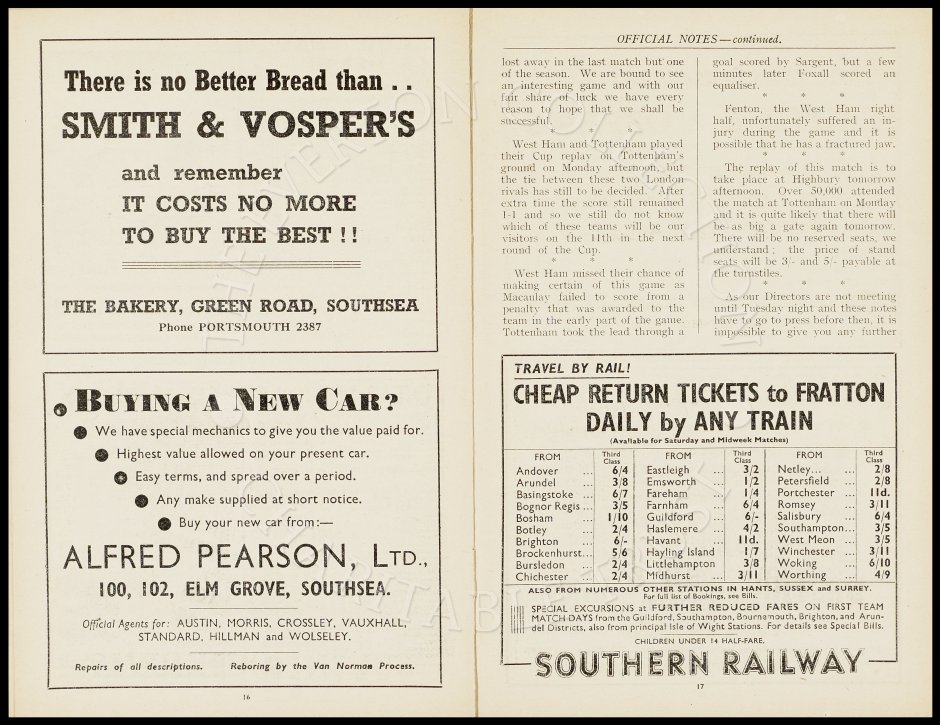 There is no Better Bread than . .
SMITH & VOSPER'S
and remember
IT COSTS NO MORE
TO BUY THE BEST ! !
THE BAKERY, GREEN ROAD, SOUTHSEA
Phone PORTSMOUTH 2387
BUYING A NEW CAR?
We have special mechanics to give you the value paid for.
Highest value allowed on your present car.
Easy terms, and spread over a period.
Any make supplied at short notice.
Buy your new car from:—
ALFRED PEARSON, LTD.,
100, 102, ELM GROVE, SOUTHSEA.
Official Agents for: AUSTIN, MORRIS, CROSSLEY, VAUXHALL,
STANDARD, HILLMAN and WOLSELEY.
Repairs of all descriptions. Reboring by the Van Norman Process.
16
OFFICIAL NOTES—continued.
lost away in the last match but one
of the season. We are bound to see
an interesting game and with our
fair share of luck we have every
reason to hope that we shall be
successful.
* * *
West Ham and Tottenham played
their Cup replay on Tottenham's
ground on Monday afternoon, but
the tie between these two London
rivals has still to be decided. After
extra time the score still remained
1-1 and so we still do not know
which of these teams will be our
visitors on the 11th in the next
round of the Cup.
* * *
West Ham missed their chance of
making certain of this game as
Macaulay failed to score from a
penalty that was awarded to the
team in the early part of the game.
Tottenham took the lead through a
goal scored by Sargent, but a few
minutes later Foxall scored an
equaliser.
* * *
Fenton, the West Ham right
half, unfortunately suffered an in-
jury during the game and it is
possible that he has a fractured jaw.
* * *
The replay of this match is to
take place at Highbury tomorrow
afternoon. Over 50,000 attended
the match at Tottenham on Monday
and it is quite likely that there will
be as big a gate again tomorrow.
There will be no reserved seats, we
understand; the price of stand
seats will be 3/- and 5/- payable at
the turnstiles.
* * *
As our Directors are not meeting
until Tuesday night and these notes
have to go to press before then, it is
impossible to give you any further
TRAVEL BY RAIL!
CHEAP RETURN TICKETS to FRATTON
DAILY by ANY TRAIN
(Available for Saturday and Midweek Matches)
FROM Third Class FROM Third Class FROM Third Class
Andover ... 6/4 Eastleigh ... 3/2 Netley... ... 2/8
Arundel ... 3/8 Emsworth ... 1/2 Petersfield ... 2/8
Basingstoke ... 6/7 Fareham ... 1/4 Portchester ... 11d.
Bognor Regis ... 3/5 Farnham ... 6/4 Romsey ... 3/11
Bosham ... 1/10 Guildford ... 6/- Salisbury ... 6/4
Botley ... 2/4 Haslemere ... 4/2 Southampton... 3/5
Brighton ... 6/- Havant ... 11d. West Meon ... 3/5
Brockenhurst... 5/6 Hayling Island 1/7 Winchester ... 3/11
Bursledon ... 2/4 Littlehampton 3/8 Woking ... 6/10
Chichester ... 2/4 Midhurst ... 3/11 Worthing ... 4/9
ALSO FROM NUMEROUS OTHER STATIONS IN HANTS, SUSSEX and SURREY.
For full list of Bookings, see Bills.
SPECIAL EXCURSIONS at FURTHER REDUCED FARES ON FIRST TEAM
MATCH DAYS from the Guildford, Southampton, Bournemouth, Brighton, and Arun-
del Districts, also from principal Isle of Wight Stations. For details see Special Bills.
CHILDREN UNDER 14 HALF-FARE.
SOUTHERN RAILWAY
17